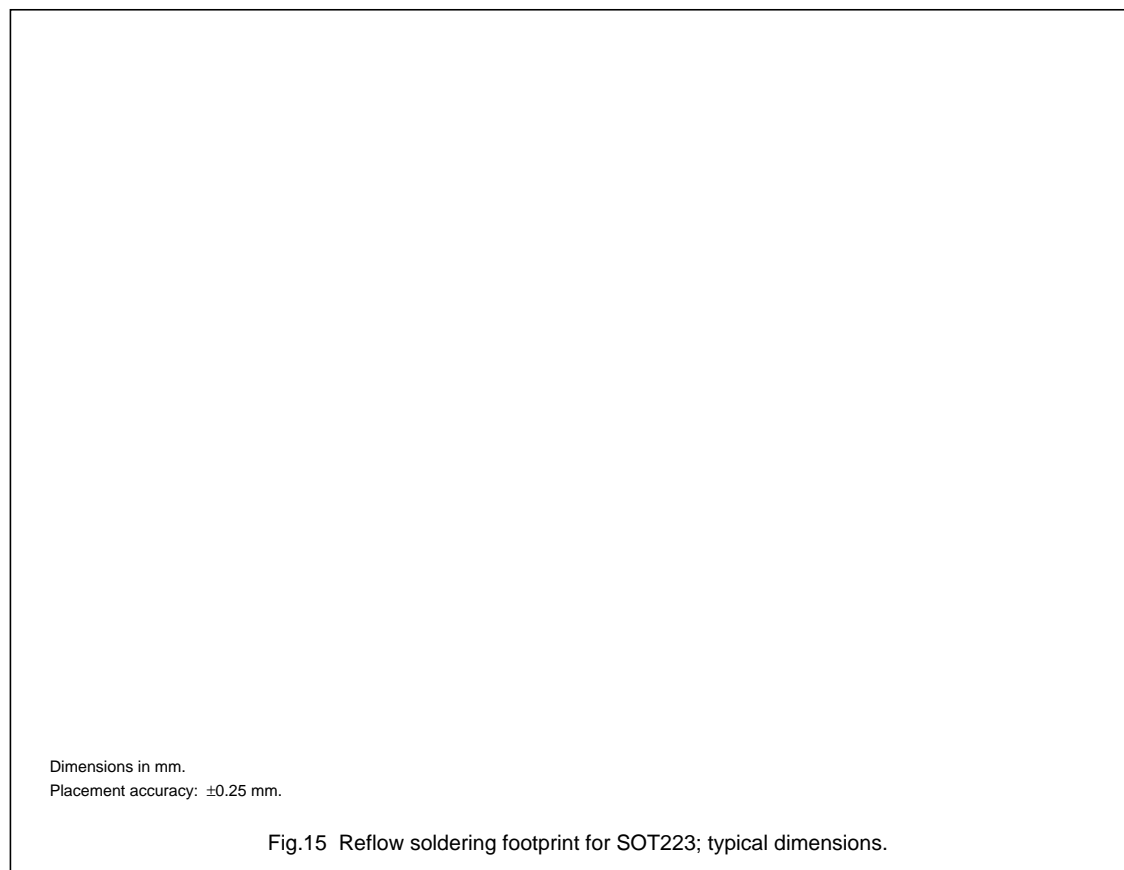 Dimensions in mm.
Placement accuracy: ±0.25 mm.
Fig.15 Reflow soldering footprint for SOT223; typical dimensions.